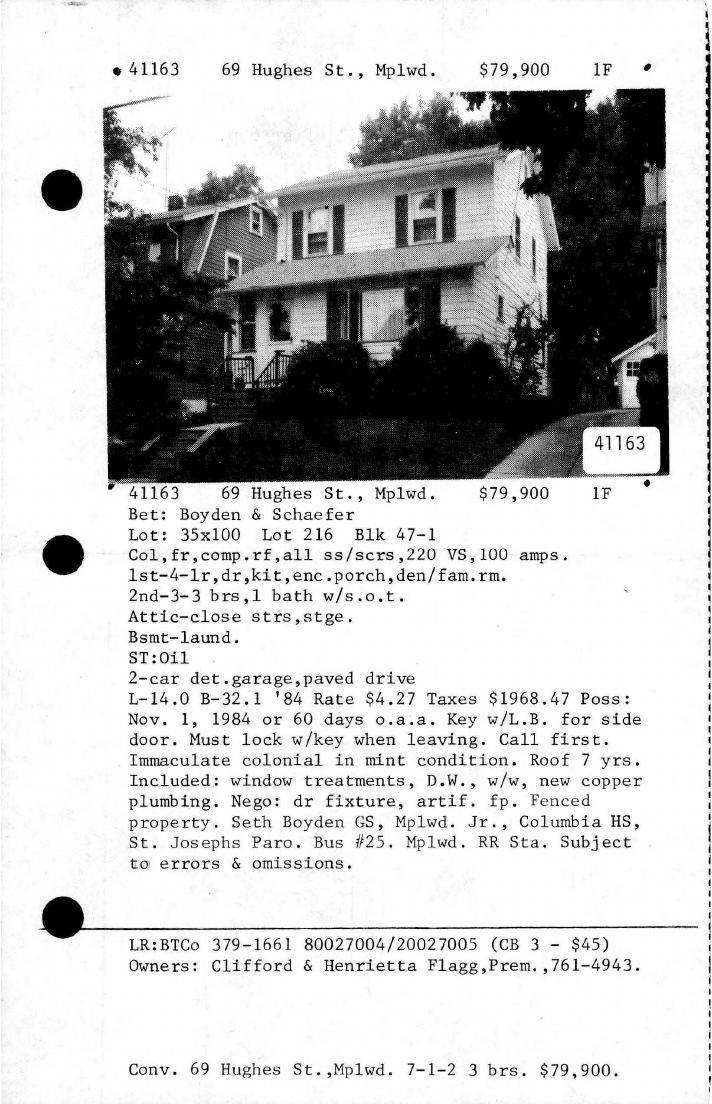 41163 69 Hughes St., Mplwd. $79,900 1F
41163
41163 69 Hughes St., Mplwd. $79,900 1F
Bet: Boyden & Schaefer
Lot: 35x100 Lot 216 Blk 47-1
Col,fr,comp.rf,all ss/scrs,220 VS,100 amps.
1st-4-lr,dr,kit,enc.porch,den/fam.rm.
2nd-3-3 brs,1 bath w/s.o.t.
Attic-close strs,stge.
Bsmt-laund.
ST:Oil
2-car det.garage,paved drive
L-14.0 B-32.1 '84 Rate $4.27 Taxes $1968.47 Poss:
Nov. 1, 1984 or 60 days o.a.a. Key w/L.B. for side
door. Must lock w/key when leaving. Call first.
Immaculate colonial in mint condition. Roof 7 yrs.
Included: window treatments, D.W., w/w, new copper
plumbing. Nego: dr fixture, artif. fp. Fenced
property. Seth Boyden GS, Mplwd. Jr., Columbia HS,
St. Josephs Paro. Bus #25. Mplwd. RR Sta. Subject
to errors & omissions.
LR:BTCo 379-1661 80027004/20027005 (CB 3 - $45)
Owners: Clifford & Henrietta Flagg,Prem.,761-4943.
Conv. 69 Hughes St.,Mplwd. 7-1-2 3 brs. $79,900.